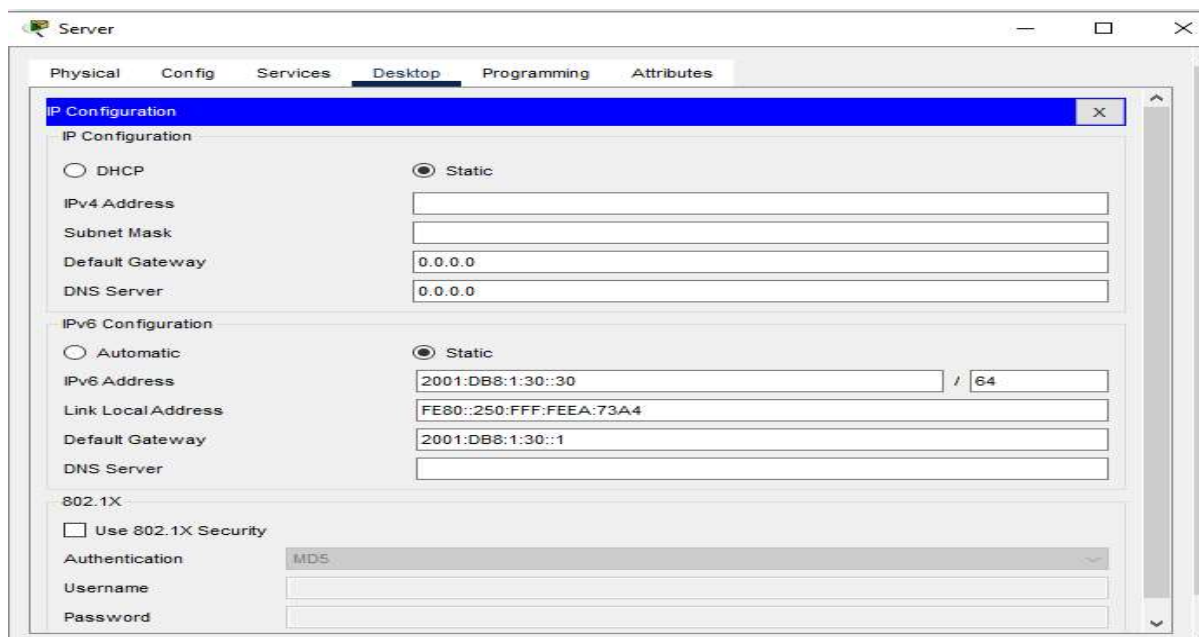 Server
Physical Config Services Desktop Programming Attributes
IP Configuration X
IP Configuration
DHCP Static
IPv4 Address
Subnet Mask
Default Gateway 0.0.0.0
DNS Server 0.0.0.0
IPv6 Configuration
Automatic Static
IPv6 Address 2001:DB8:1:30::30 / 64
Link Local Address FE80::250:FFF:FEEA:73A4
Default Gateway 2001:DB8:1:30::1
DNS Server
802.1X
Use 802.1X Security
Authentication MD5
Username
Password